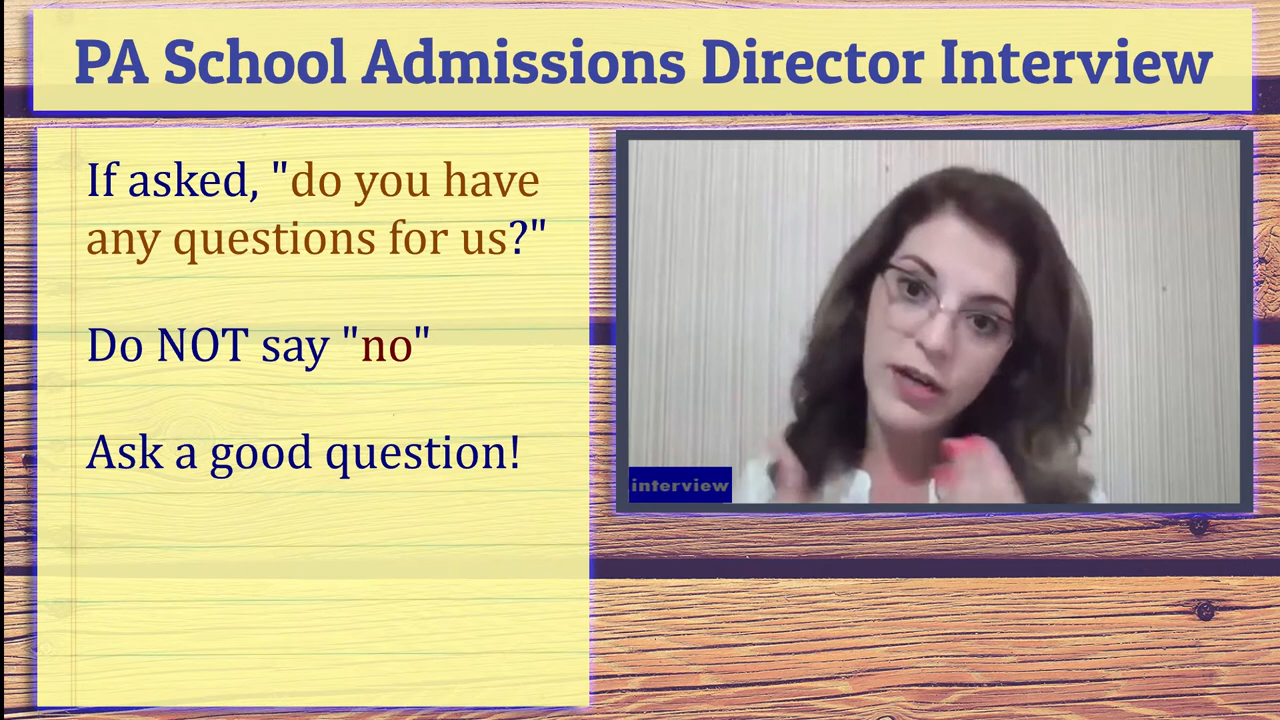 PA School Admissions Director Interview
If asked, "do you have
any questions for us?"
Do NOT say "no"
Ask a good question!
interview